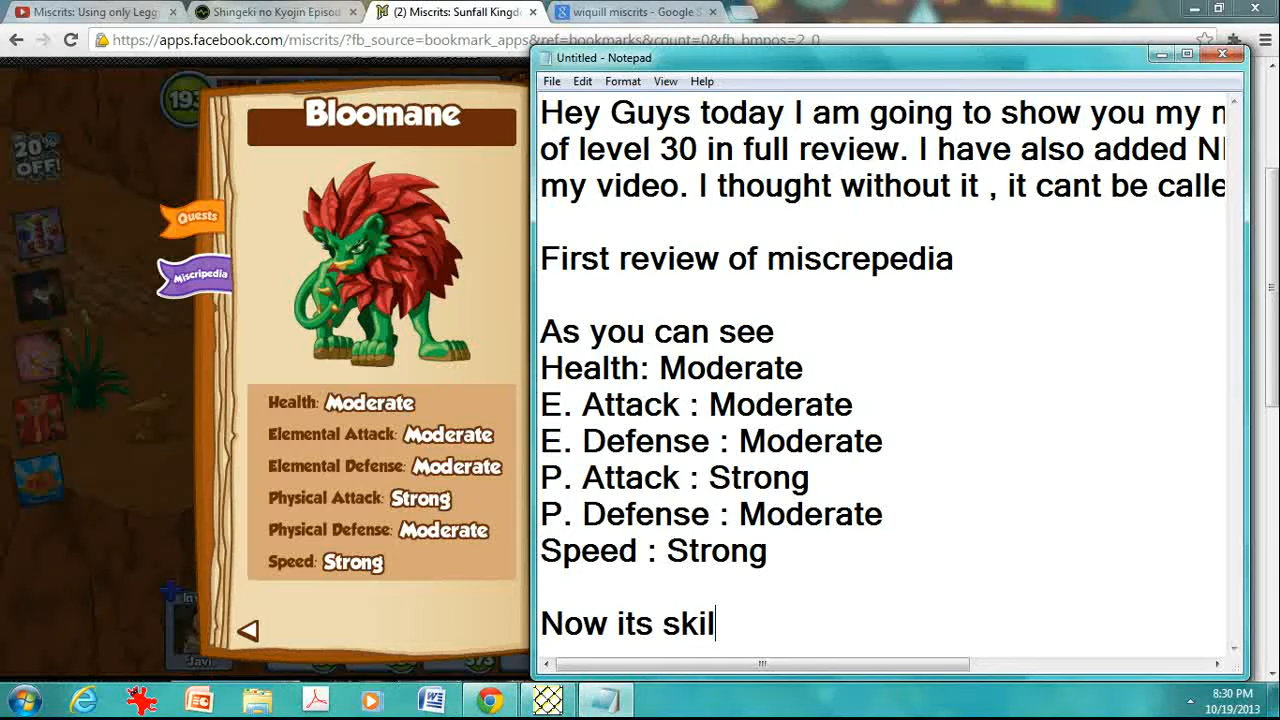 Miscrits: Using only Legg
Shingeki no Kyojin Episod
(2) Miscrits: Sunfall Kingd
wiquill miscrits - Google S
https://apps.facebook.com/miscrits/?fb_source=bookmark_apps&ref=bookmarks&count=0&fb_bmpos=2_0
Untitled - Notepad
File Edit Format View Help
193
20%
OFF!
Quests
Miscripedia
Bloomane
Health: Moderate
Elemental Attack: Moderate
Elemental Defense: Moderate
Physical Attack: Strong
Physical Defense: Moderate
Speed: Strong
Javi
Hey Guys today I am going to show you my
of level 30 in full review. I have also added
my video. I thought without it , it cant be calle
First review of miscrepedia
As you can see
Health: Moderate
E. Attack : Moderate
E. Defense : Moderate
P. Attack : Strong
P. Defense : Moderate
Speed : Strong
Now its skil
8:30 PM
10/19/2013